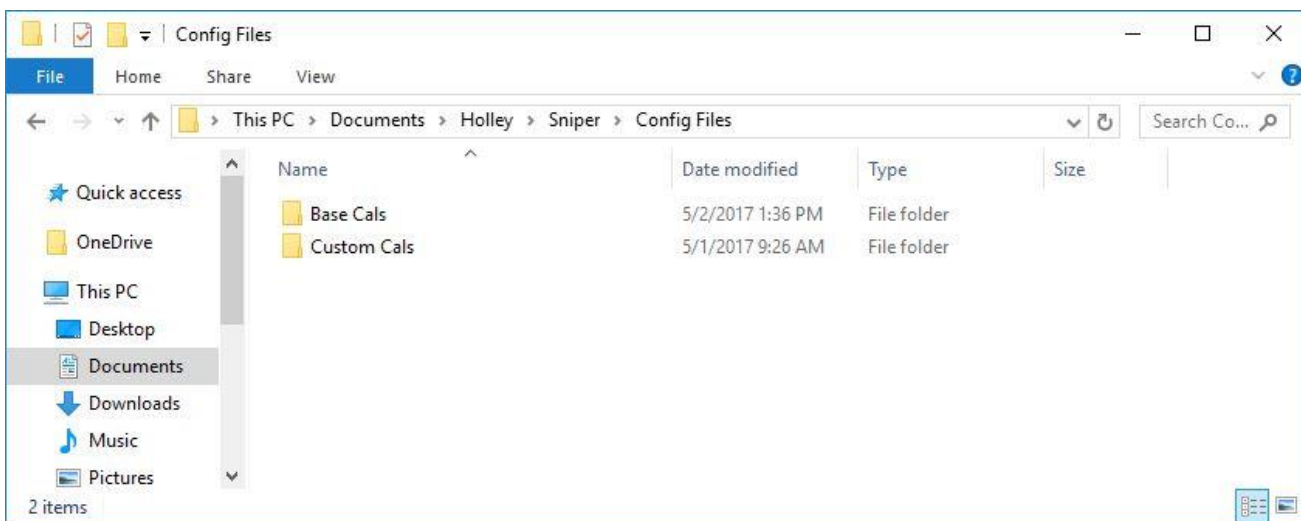 Config Files
File Home Share View
This PC > Documents > Holley > Sniper > Config Files Search Co...
Name Date modified Type Size
Quick access
Base Cals 5/2/2017 1:36 PM File folder
OneDrive
Custom Cals 5/1/2017 9:26 AM File folder
This PC
Desktop
Documents
Downloads
Music
Pictures
2 items